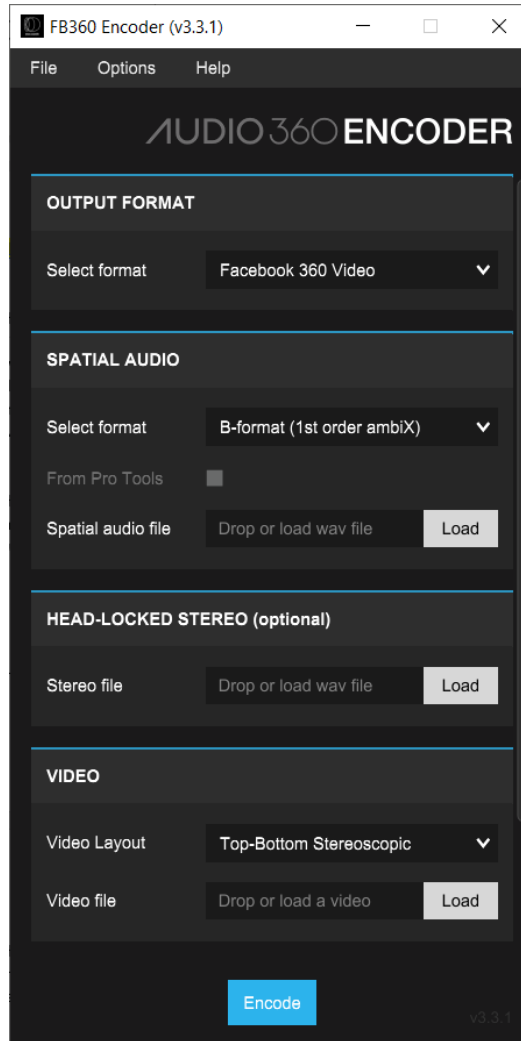 FB360 Encoder (v3.3.1)
File Options Help
AUDIO360ENCODER
OUTPUT FORMAT
Select format Facebook 360 Video
SPATIAL AUDIO
Select format B-format (1st order ambiX)
From Pro Tools
Spatial audio file Drop or load wav file Load
HEAD-LOCKED STEREO (optional)
Stereo file Drop or load wav file Load
VIDEO
Video Layout Top-Bottom Stereoscopic
Video file Drop or load a video Load
Encode
v3.3.1